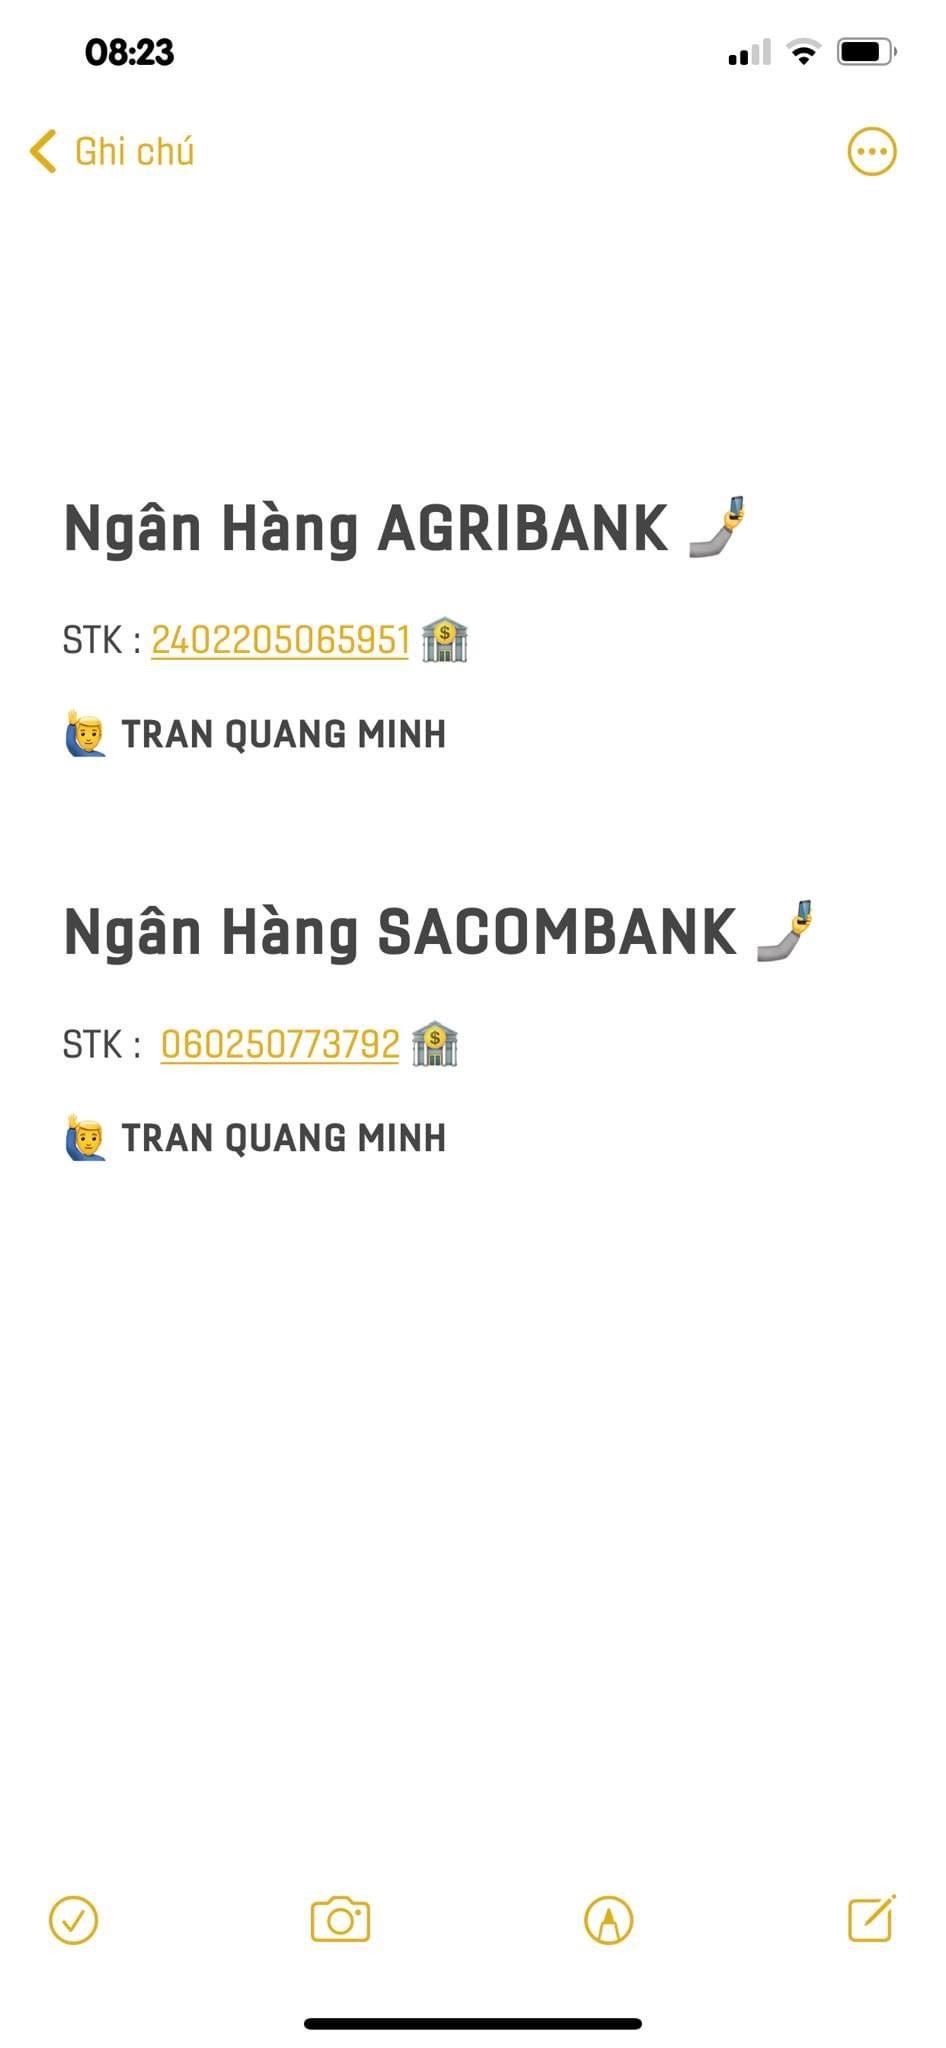 08:23
Ghi chú
Ngân Hàng AGRIBANK
STK : 2402205065951
TRAN QUANG MINH
Ngân Hàng SACOMBANK
STK : 060250773792
TRAN QUANG MINH